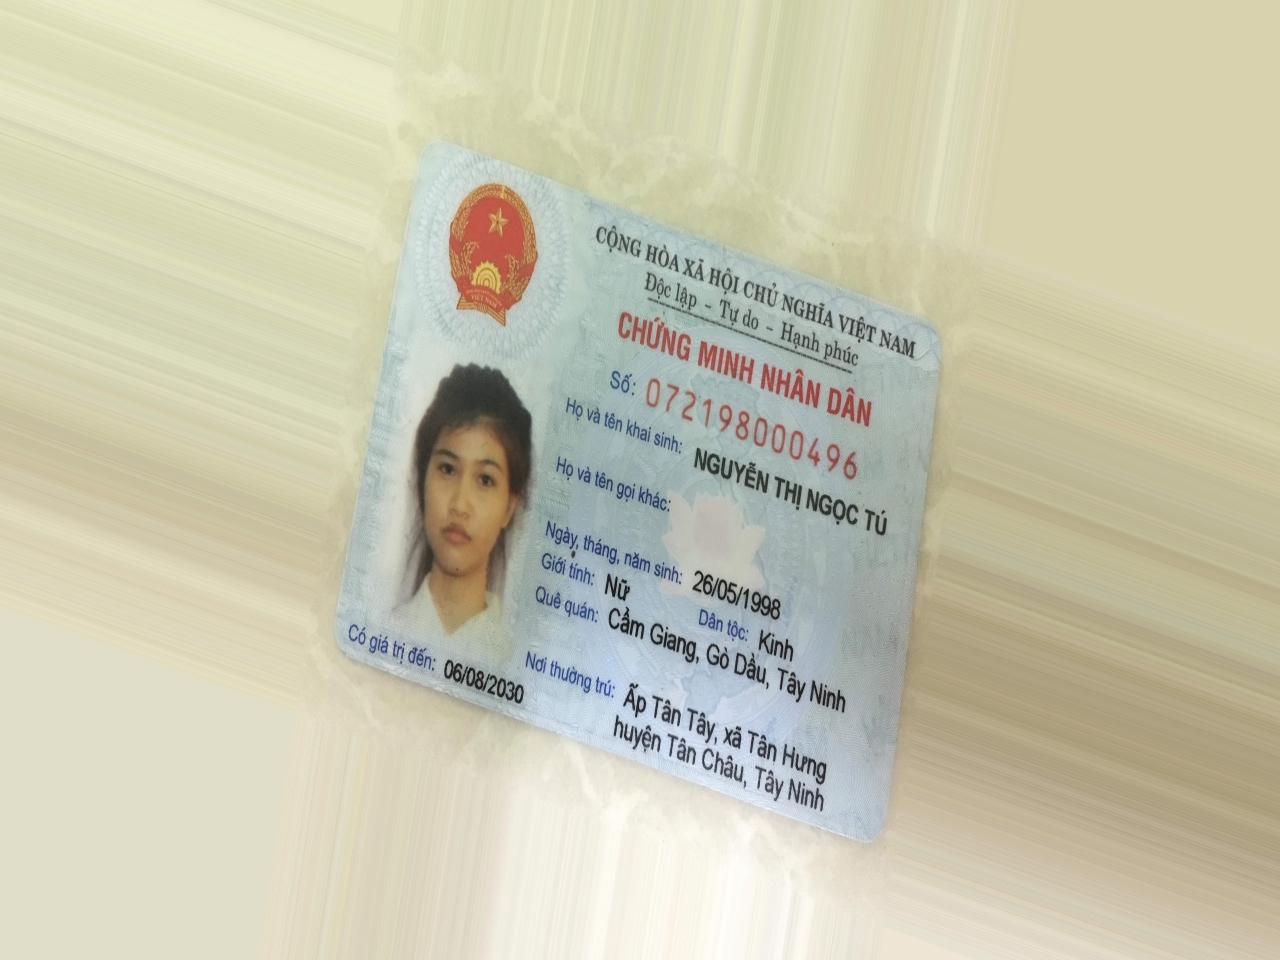 CỘNG HÒA XÃ HỘI CHỦ NGHĨA VIỆT NAM
Độc lập - Tự do - Hạnh phúc
CHỨNG MINH NHÂN DÂN
Số: 072198000496
Họ và tên khai sinh: NGUYỄN THỊ NGỌC TÚ
Họ và tên gọi khác:
Ngày, tháng, năm sinh: 26/05/1998
Giới tính: Nữ Dân tộc: Kinh
Quê quán: Cẩm Giang, Gò Dầu, Tây Ninh
Nơi thường trú: Ấp Tân Tây, xã Tân Hưng
huyện Tân Châu, Tây Ninh
Có giá trị đến: 06/08/2030
VIỆT NAM